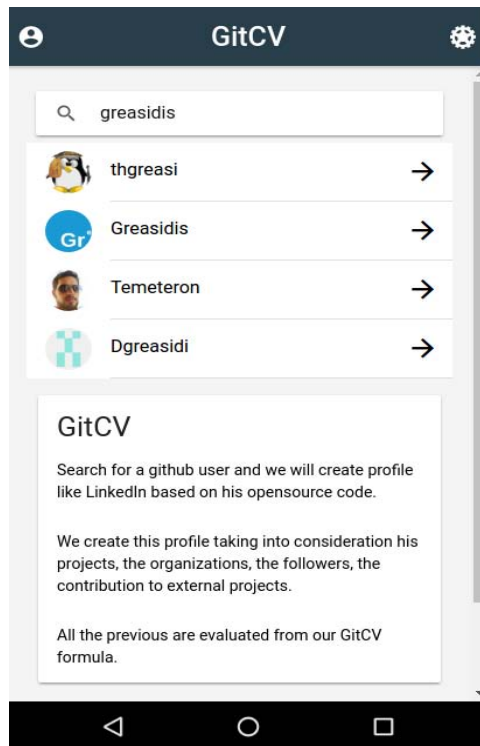 GitCV
greasidis
thgreasi
Gr
Greasidis
Temeteron
Dgreasidi
GitCV
Search for a github user and we will create profile
like LinkedIn based on his opensource code.
We create this profile taking into consideration his
projects, the organizations, the followers, the
contribution to external projects.
All the previous are evaluated from our GitCV
formula.